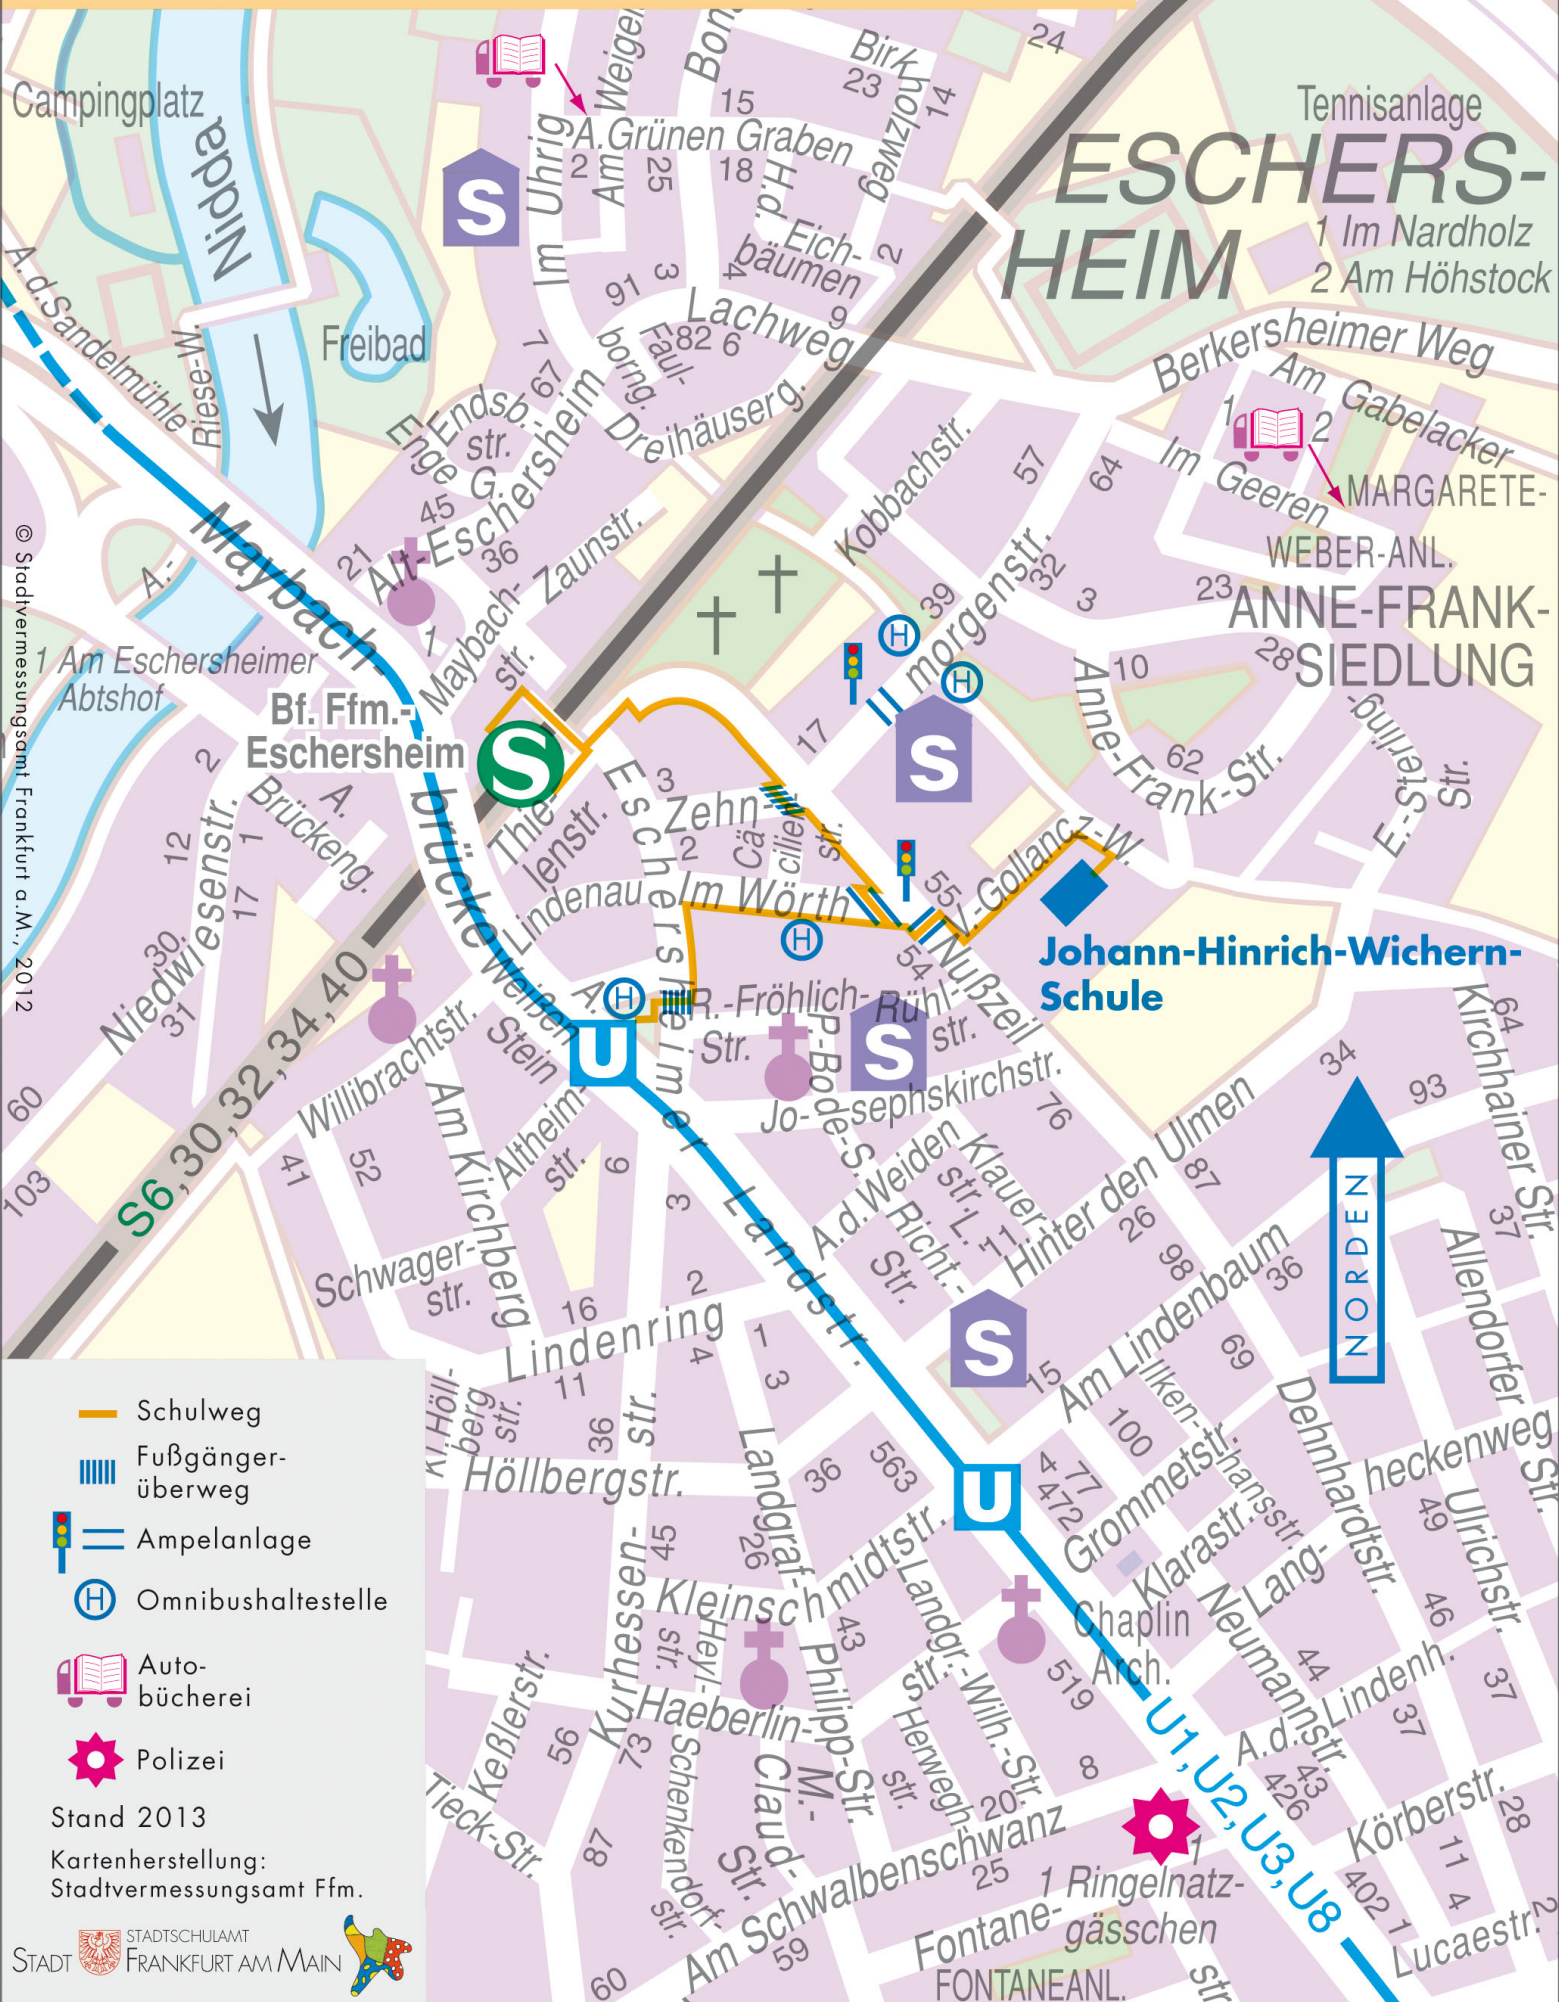 Campingplatz
Nidda
A.d.Sandelmühle
Riese-W.
Freibad
Im Uhrig
Am Weigel
Bon
15
Birkholzweg
23
14
24
A.Grünen Graben
2
25
18
H.d.
Eich-
bäumen
6
2
91
3
4
Lachweg
9
82
6
Faul-
borng.
7
67
Endsb.
str.
Enge G.
45
Dreihäuserg.
Alt-Eschersheim
21
36
1
Zaunstr.
Maybach-
str.
Tennisanlage
ESCHERS-
HEIM
1 Im Nardholz
2 Am Höhstock
Berkersheimer Weg
Am Gabelacker
1
2
Im Geeren
MARGARETE-
WEBER-ANL.
ANNE-FRANK-
SIEDLUNG
57
64
Kobbachstr.
39
morgenstr.
32
3
23
28
10
62
Anne-Frank-Str.
E.-Sterling-
Str.
17
H
H
S
S
© Stadtvermessungsamt Frankfurt a.M., 2012
A.-
1 Am Eschersheimer
Abtshof
Maybach-
brücke
Bf. Ffm.-
Eschersheim
S
2
A.
Brückeng.
12
1
17
Niedwiesenstr.
30
31
60
103
Thie-
lenstr.
Lindenau
Eschersheimer
Landstr.
3
Zehn-
2
Cä-
cilien
str.
Im Wörth
H
55
V.-Gollancz-W.
Johann-Hinrich-Wichern-
Schule
54
Nußzeil
R.-Fröhlich-
Str.
Rühl-
str.
S
P.-Bode-S.
Jo-
sephskirchstr.
76
A.
Weißen
Stein
H
U
Willibrachtstr.
Am Kirchberg
Altheim-
str.
6
3
41
52
Schwager-
str.
S6,30,32,34,40
A.d.Weiden
Klauer-
str.
L.
11
Richt.-
Str.
Hinter den Ulmen
34
93
87
26
98
36
Am Lindenbaum
69
15
S
64
Kirchhainer Str.
37
Allendorfer Str.
NORDEN
16
2
Lindenring
4
11
1
3
Kl.Höll-
berg
str.
36
Höllbergstr.
Kurhessen-
str.
45
26
Landgraf-
Philipp-Str.
36
563
U
4
77
472
100
Ilken-
hansstr.
Grommetstr.
Klarastr.
Lang-
Dehnhardtstr.
heckenweg
49
Ulrichstr.
46
Kleinschmidtstr.
43
Landgr.-Wilh.-Str.
Heyl-
str.
Haeberlin-
str.
Herwegh-
str.
Chaplin
Arch.
519
Neumannstr.
44
A.d.Lindenh.
37
37
43
426
U1,U2,U3,U8
Keßlerstr.
56
73
Tieck-Str.
87
Schenkendorf-
str.
M.-
Claud-
Str.
8
20
Am Schwalbenschwanz
25
59
60
1
1 Ringelnatz-
gässchen
Fontane-
str
FONTANEANL.
Körberstr.
28
11
402
1
4
Lucaestr.
2
Schulweg
Fußgänger-
überweg
Ampelanlage
H
Omnibushaltestelle
Auto-
bücherei
Polizei
Stand 2013
Kartenherstellung:
Stadtvermessungsamt Ffm.
STADT
STADTSCHULAMT
FRANKFURT AM MAIN